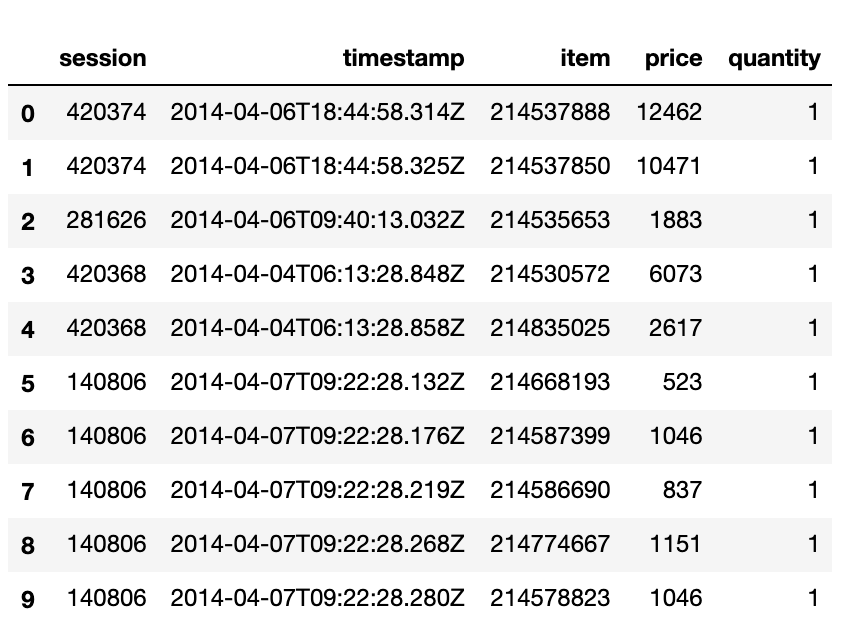 session timestamp item price quantity
0 420374 2014-04-06T18:44:58.314Z 214537888 12462 1
1 420374 2014-04-06T18:44:58.325Z 214537850 10471 1
2 281626 2014-04-06T09:40:13.032Z 214535653 1883 1
3 420368 2014-04-04T06:13:28.848Z 214530572 6073 1
4 420368 2014-04-04T06:13:28.858Z 214835025 2617 1
5 140806 2014-04-07T09:22:28.132Z 214668193 523 1
6 140806 2014-04-07T09:22:28.176Z 214587399 1046 1
7 140806 2014-04-07T09:22:28.219Z 214586690 837 1
8 140806 2014-04-07T09:22:28.268Z 214774667 1151 1
9 140806 2014-04-07T09:22:28.280Z 214578823 1046 1